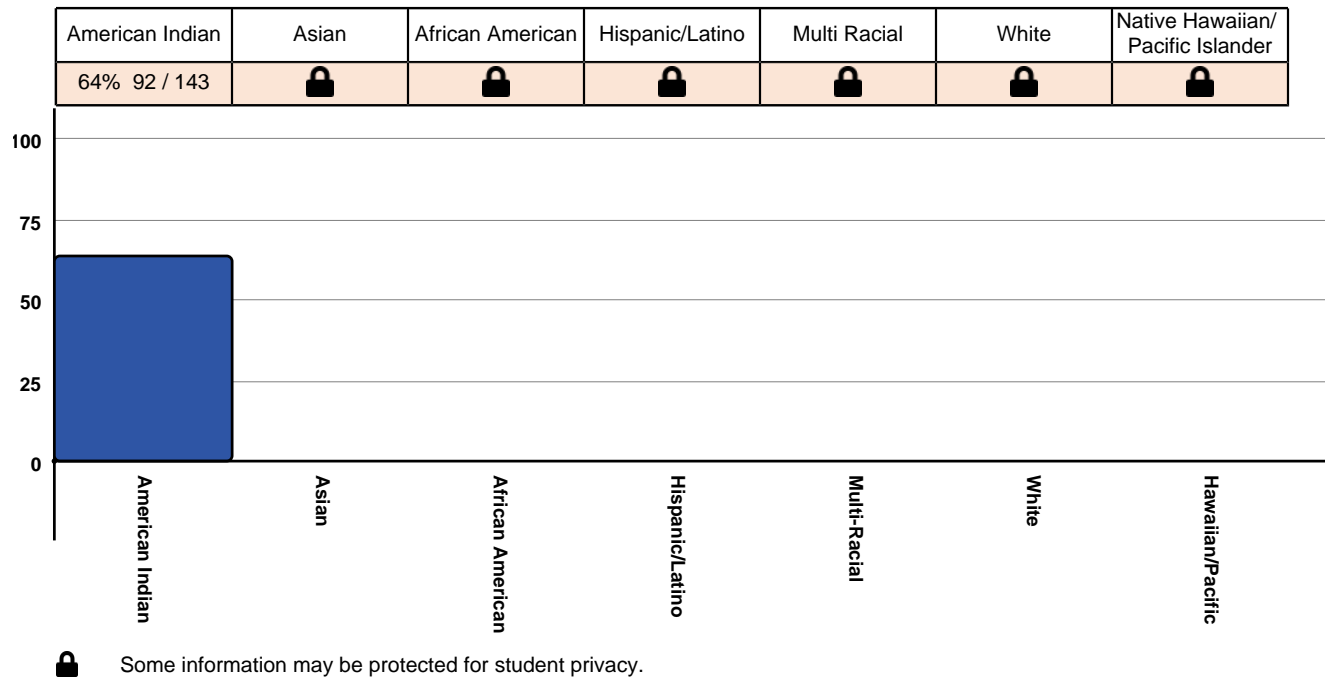 American Indian Asian African American Hispanic/Latino Multi Racial White Native Hawaiian/
Pacific Islander
64% 92 / 143
100
75
50
25
0
American Indian
Asian
African American
Hispanic/Latino
Multi-Racial
White
Hawaiian/Pacific
Some information may be protected for student privacy.